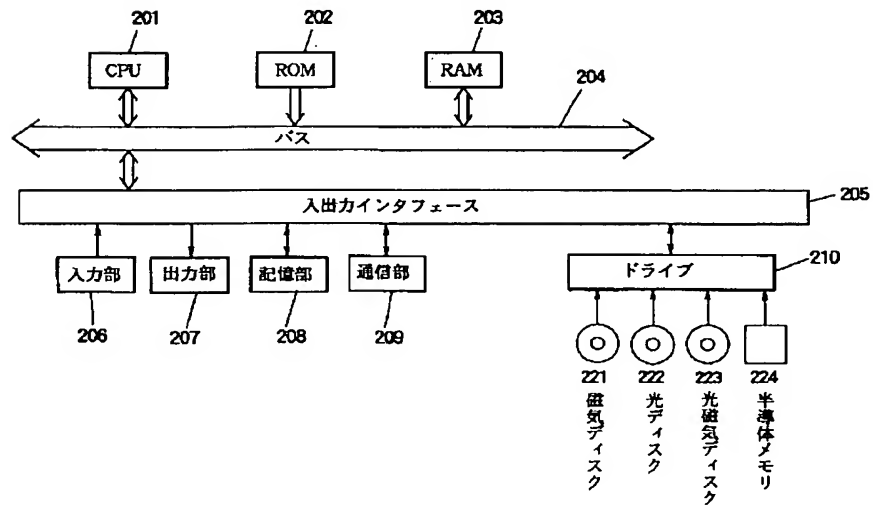 201
202
203
CPU
ROM
RAM
204
バス
入出力インタフェース
205
入力部
出力部
記憶部
通信部
ドライブ
210
206
207
208
209
221
222
223
224
磁気ディスク
光ディスク
光磁気ディスク
半導体メモリ